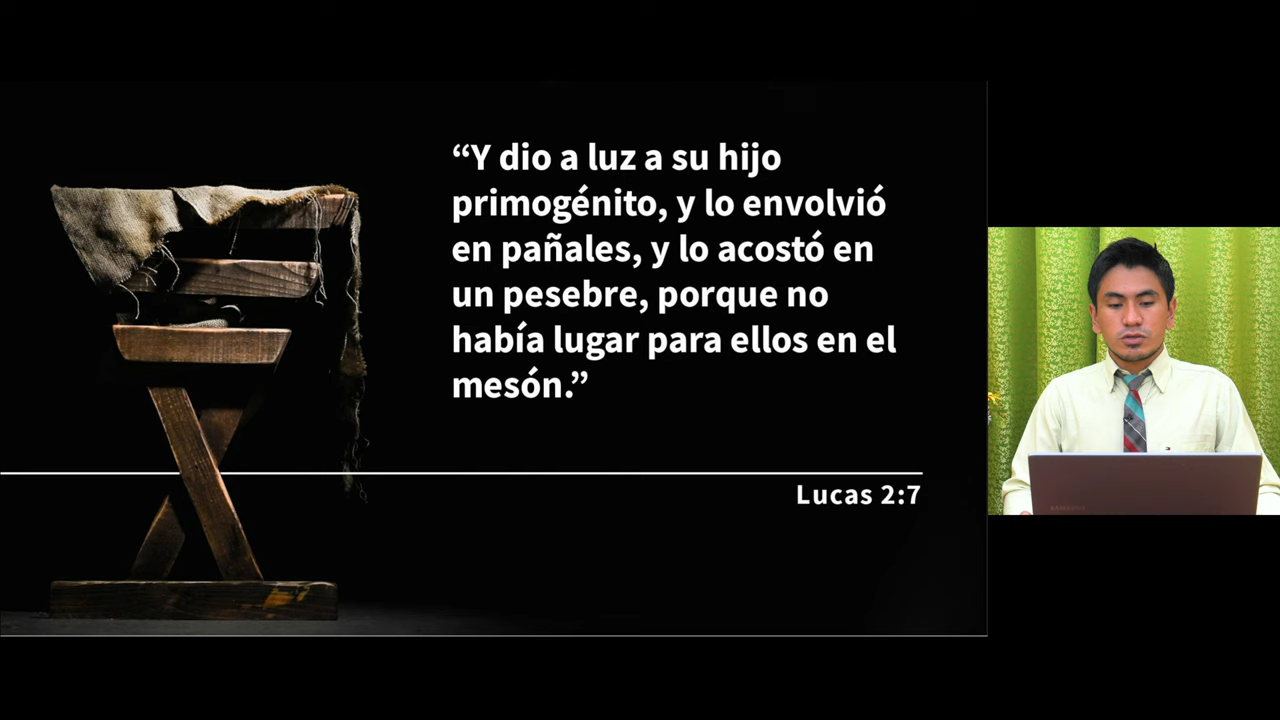 “Y dio a luz a su hijo
primogénito, y lo envolvió
en pañales, y lo acostó en
un pesebre, porque no
había lugar para ellos en el
mesón.”
Lucas 2:7
SAMSUNG